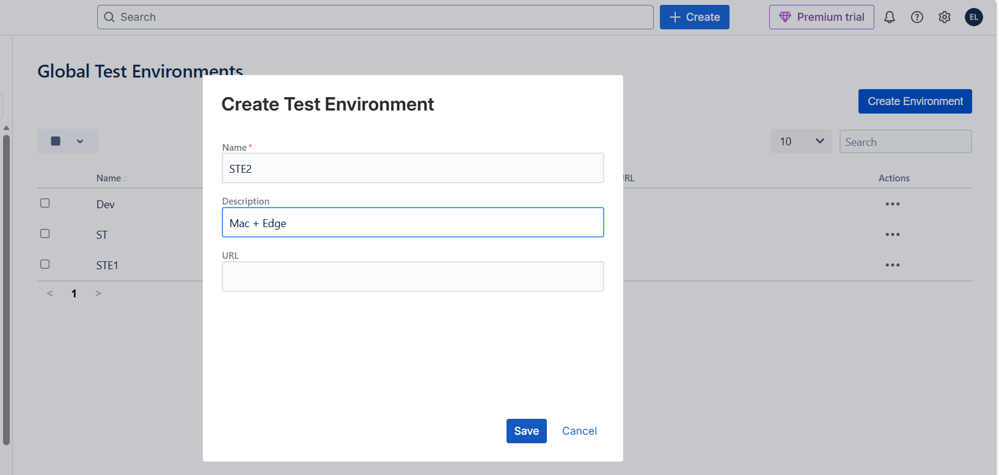 Search
Create
Premium trial
EL
Global Test Environments
Create Environment
10
Search
Name
Actions
Dev
ST
STE1
< 1 >
Create Test Environment
Name *
STE2
Description
Mac + Edge
URL
Save
Cancel